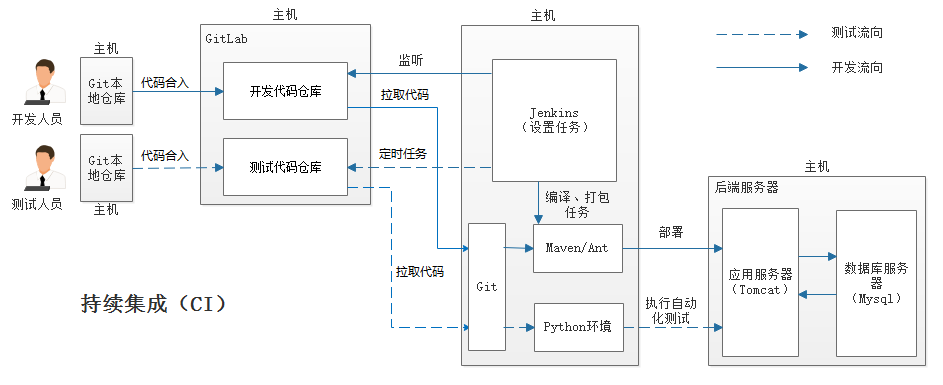 主机
主机
主机
GitLab
测试流向
开发流向
主机
Git本
地仓库
代码合入
开发人员
开发代码仓库
监听
拉取代码
Jenkins
（设置任务）
Git本
地仓库
代码合入
测试人员
主机
测试代码仓库
定时任务
编译、打包
任务
主机
后端服务器
Git
Maven/Ant
部署
拉取代码
应用服务器
（Tomcat）
数据库服务
器
（Mysql）
Python环境
执行自动
化测试
持续集成（CI）